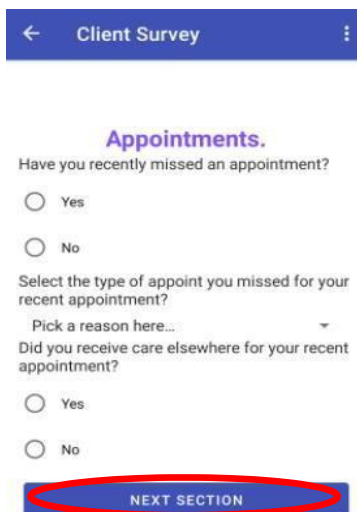 Client Survey
Appointments.
Have you recently missed an appointment?
Yes
No
Select the type of appoint you missed for your
recent appointment?
Pick a reason here...
Did you receive care elsewhere for your recent
appointment?
Yes
No
NEXT SECTION